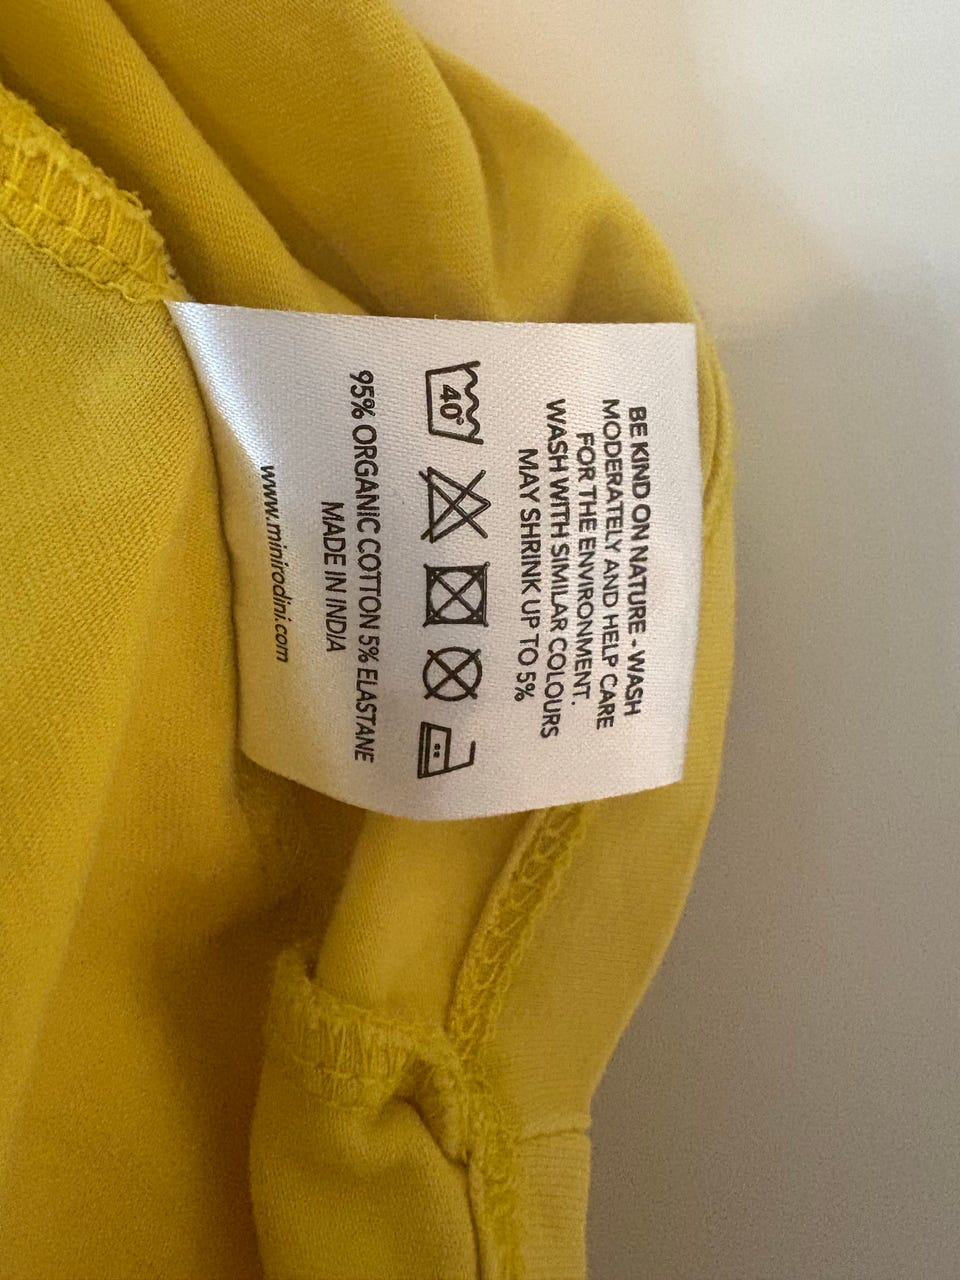 BE KIND ON NATURE - WASH
MODERATELY AND HELP CARE
FOR THE ENVIRONMENT.
WASH WITH SIMILAR COLOURS
MAY SHRINK UP TO 5%
40°
95% ORGANIC COTTON 5% ELASTANE
MADE IN INDIA
www.minirodini.com